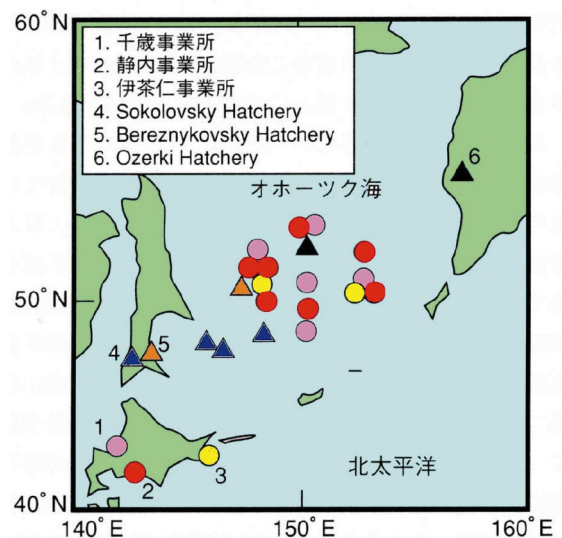 60°N
1. 千歳事業所
2. 静内事業所
3. 伊茶仁事業所
4. Sokolovsky Hatchery
5. Bereznykovsky Hatchery
6. Ozerki Hatchery
6
オホーツク海
50°N
4
5
1
2
3
北太平洋
40°N
140°E
150°E
160°E